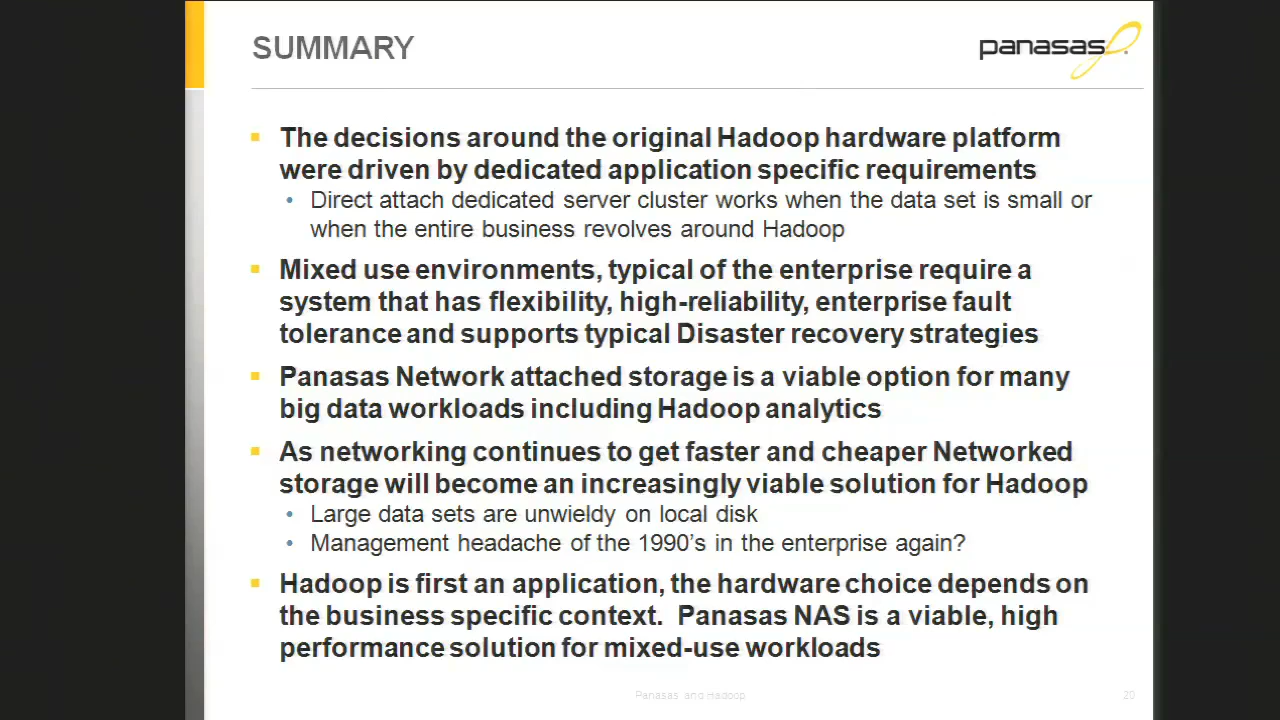 SUMMARY
panasas
The decisions around the original Hadoop hardware platform
were driven by dedicated application specific requirements
Direct attach dedicated server cluster works when the data set is small or
when the entire business revolves around Hadoop
Mixed use environments, typical of the enterprise require a
system that has flexibility, high-reliability, enterprise fault
tolerance and supports typical Disaster recovery strategies
Panasas Network attached storage is a viable option for many
big data workloads including Hadoop analytics
As networking continues to get faster and cheaper Networked
storage will become an increasingly viable solution for Hadoop
Large data sets are unwieldy on local disk
Management headache of the 1990’s in the enterprise again?
Hadoop is first an application, the hardware choice depends on
the business specific context.  Panasas NAS is a viable, high
performance solution for mixed-use workloads
Panasas and Hadoop
20